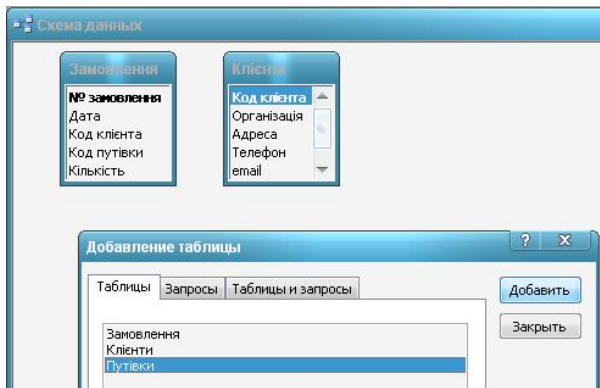 Схема данных
Замовлення
№ замовлення
Дата
Код клієнта
Код путівки
Кількість
Клієнти
Код клієнта
Організація
Адреса
Телефон
email
Добавление таблицы
?
X
Таблицы
Запросы
Таблицы и запросы
Добавить
Закрыть
Замовлення
Клієнти
Путівки